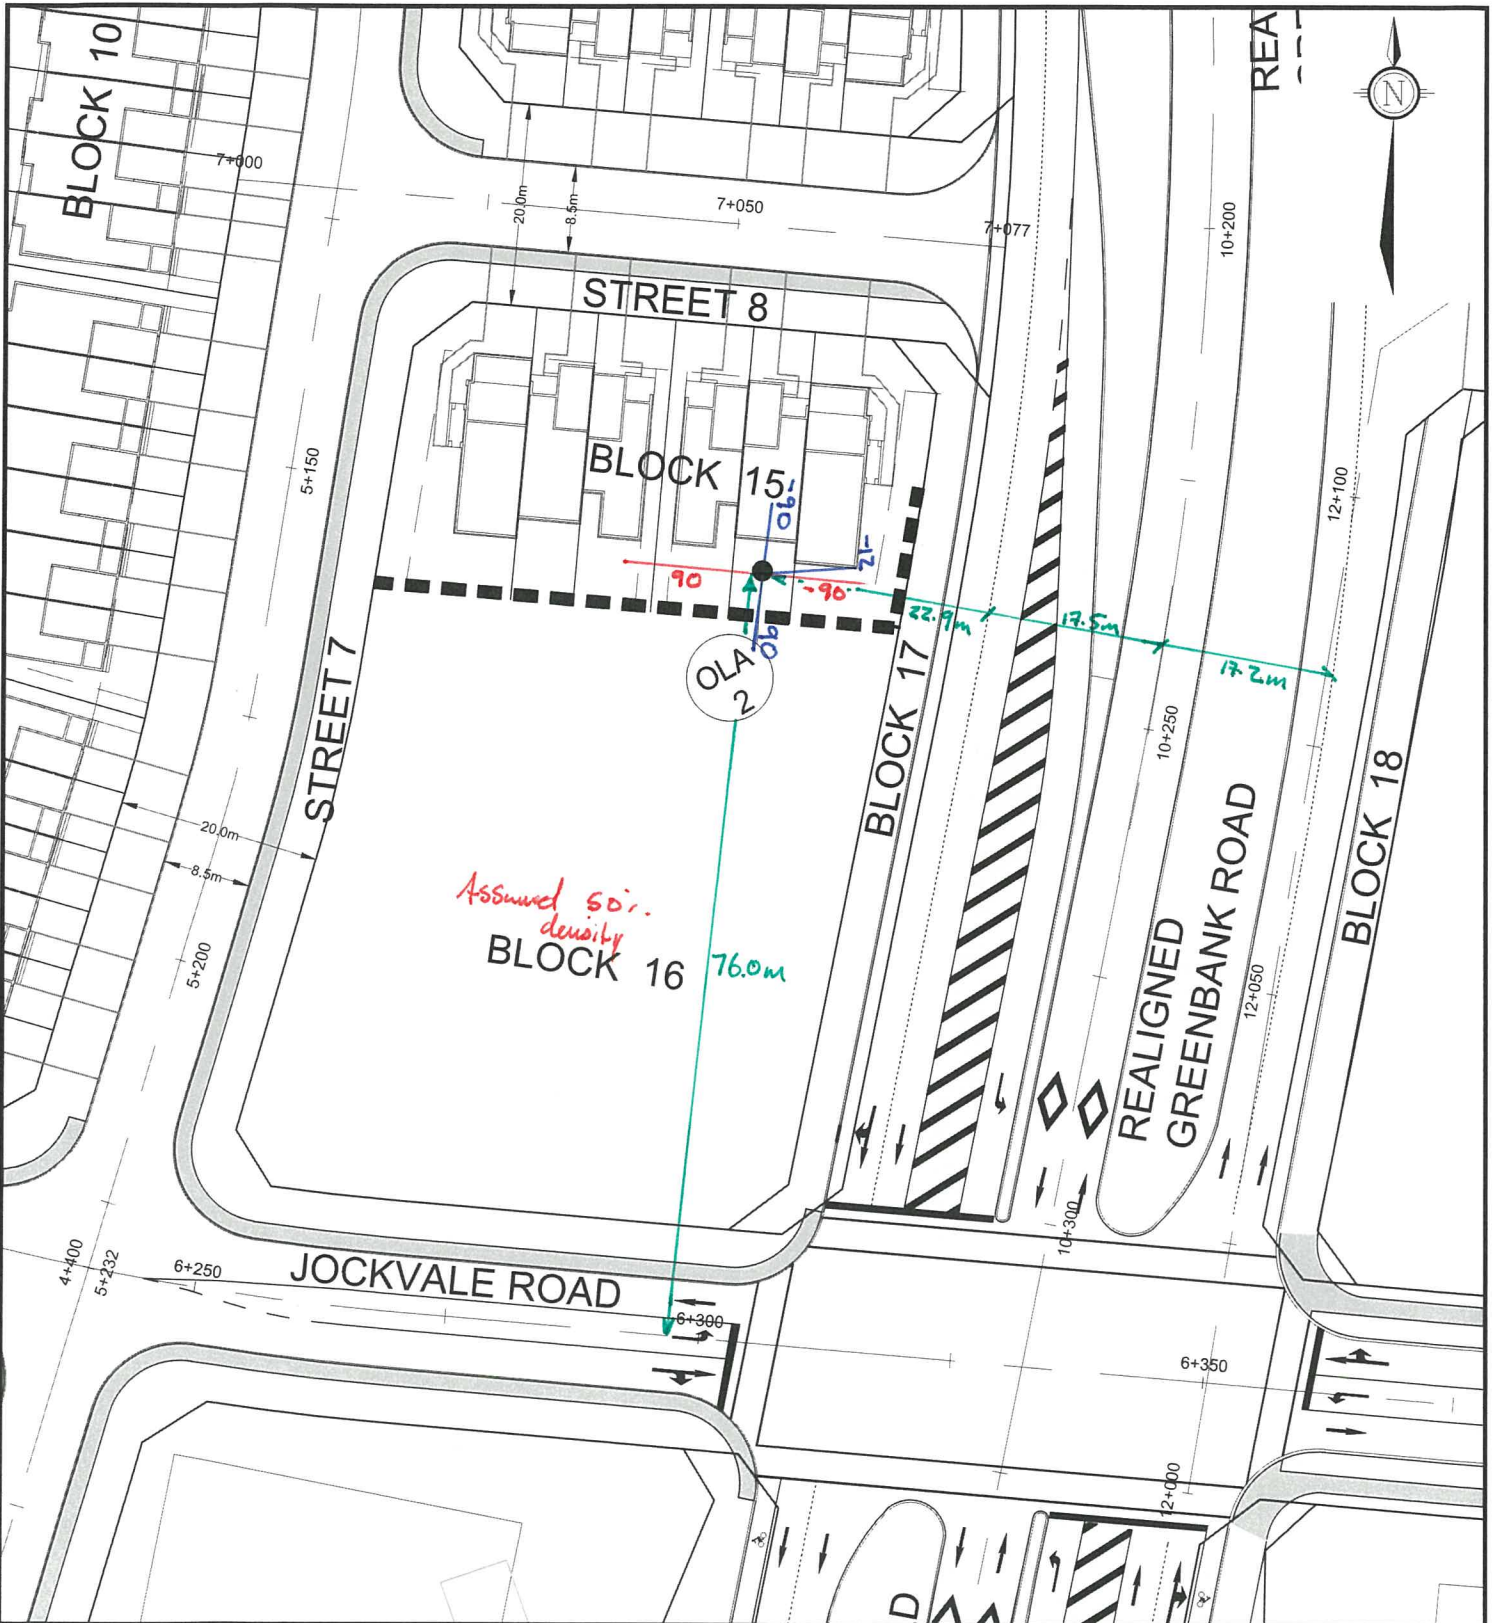 BLOCK 10
REA
N
7+000
20.0m
8.5m
7+050
7+077
10+200
STREET 8
5+150
BLOCK 15
-90
-12
90
-90
90
12+100
22.9m
17.5m
17.2m
OLA
2
STREET 7
BLOCK 17
10+250
BLOCK 18
20.0m
8.5m
Assumed 50%
density
BLOCK 16
76.0m
5+200
REALIGNED
GREENBANK ROAD
12+050
10+300
4+400
5+232
6+250
JOCKVALE ROAD
6+300
6+350
12+000
D